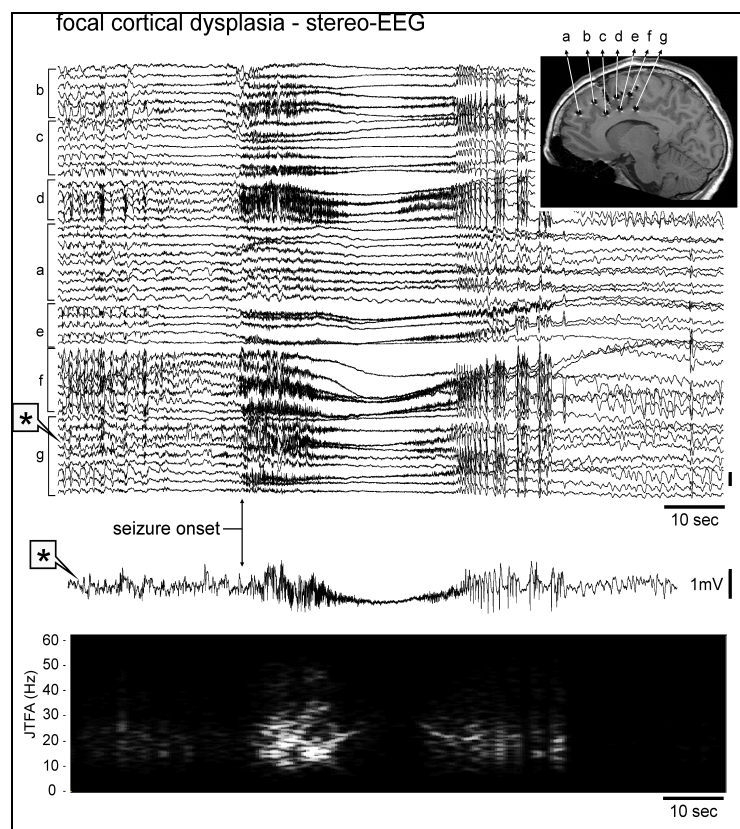 focal cortical dysplasia - stereo-EEG
a b c d e f g
b
c
d
a
e
f
*
g
10 sec
seizure onset
*
1mV
60
50
40
30
20
10
0
JTFA (Hz)
10 sec